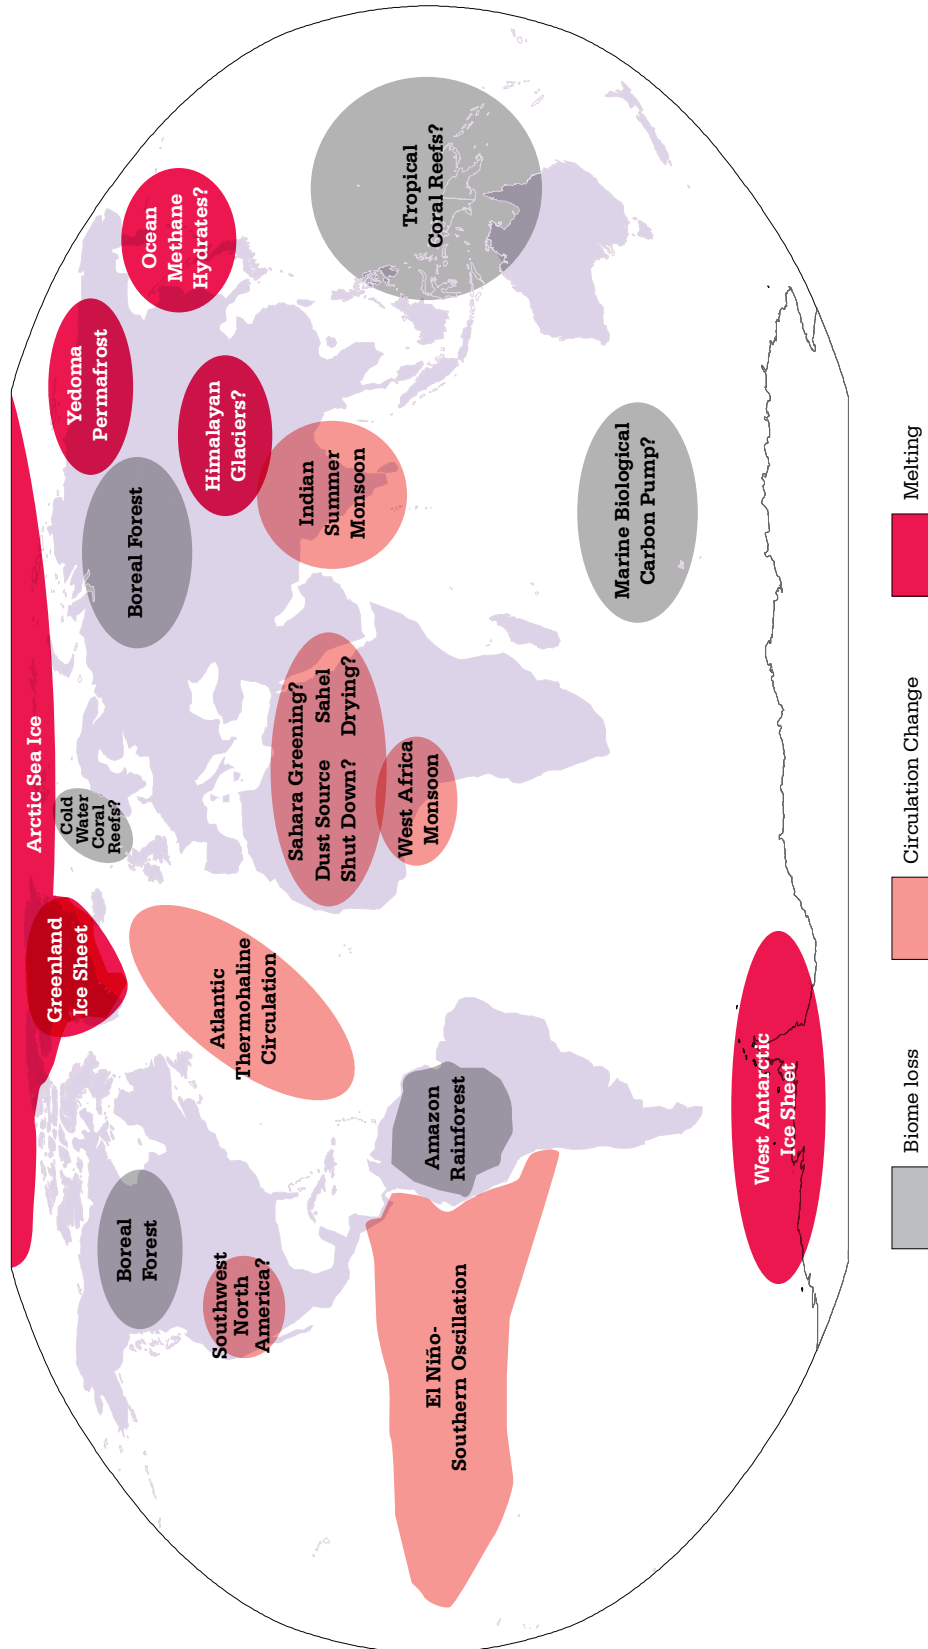 Arctic Sea Ice
Greenland
Ice Sheet
Cold
Water
Coral
Reefs?
Yedoma
Permafrost
Ocean
Methane
Hydrates?
Boreal
Forest
Boreal Forest
Atlantic
Thermohaline
Circulation
Himalayan
Glaciers?
Southwest
North
America?
Indian
Summer
Monsoon
Sahara Greening?
Dust Source
Shut Down?
Sahel
Drying?
West Africa
Monsoon
Tropical
Coral Reefs?
El Niño-
Southern Oscillation
Amazon
Rainforest
Marine Biological
Carbon Pump?
West Antarctic
Ice Sheet
Biome loss
Circulation Change
Melting